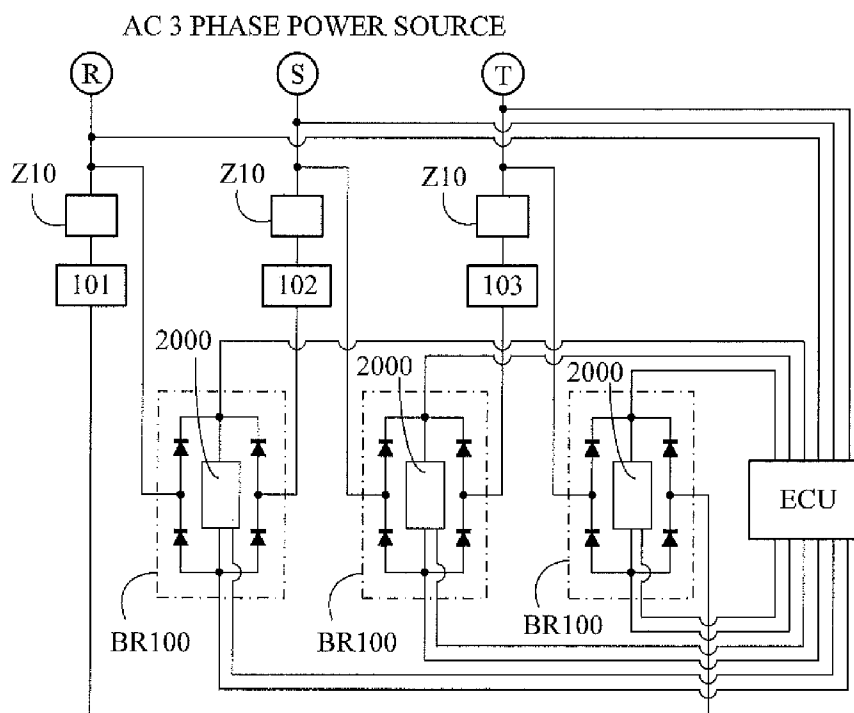 AC 3 PHASE POWER SOURCE
R
S
T
Z10
Z10
Z10
101
102
103
2000
2000
2000
ECU
BR100
BR100
BR100